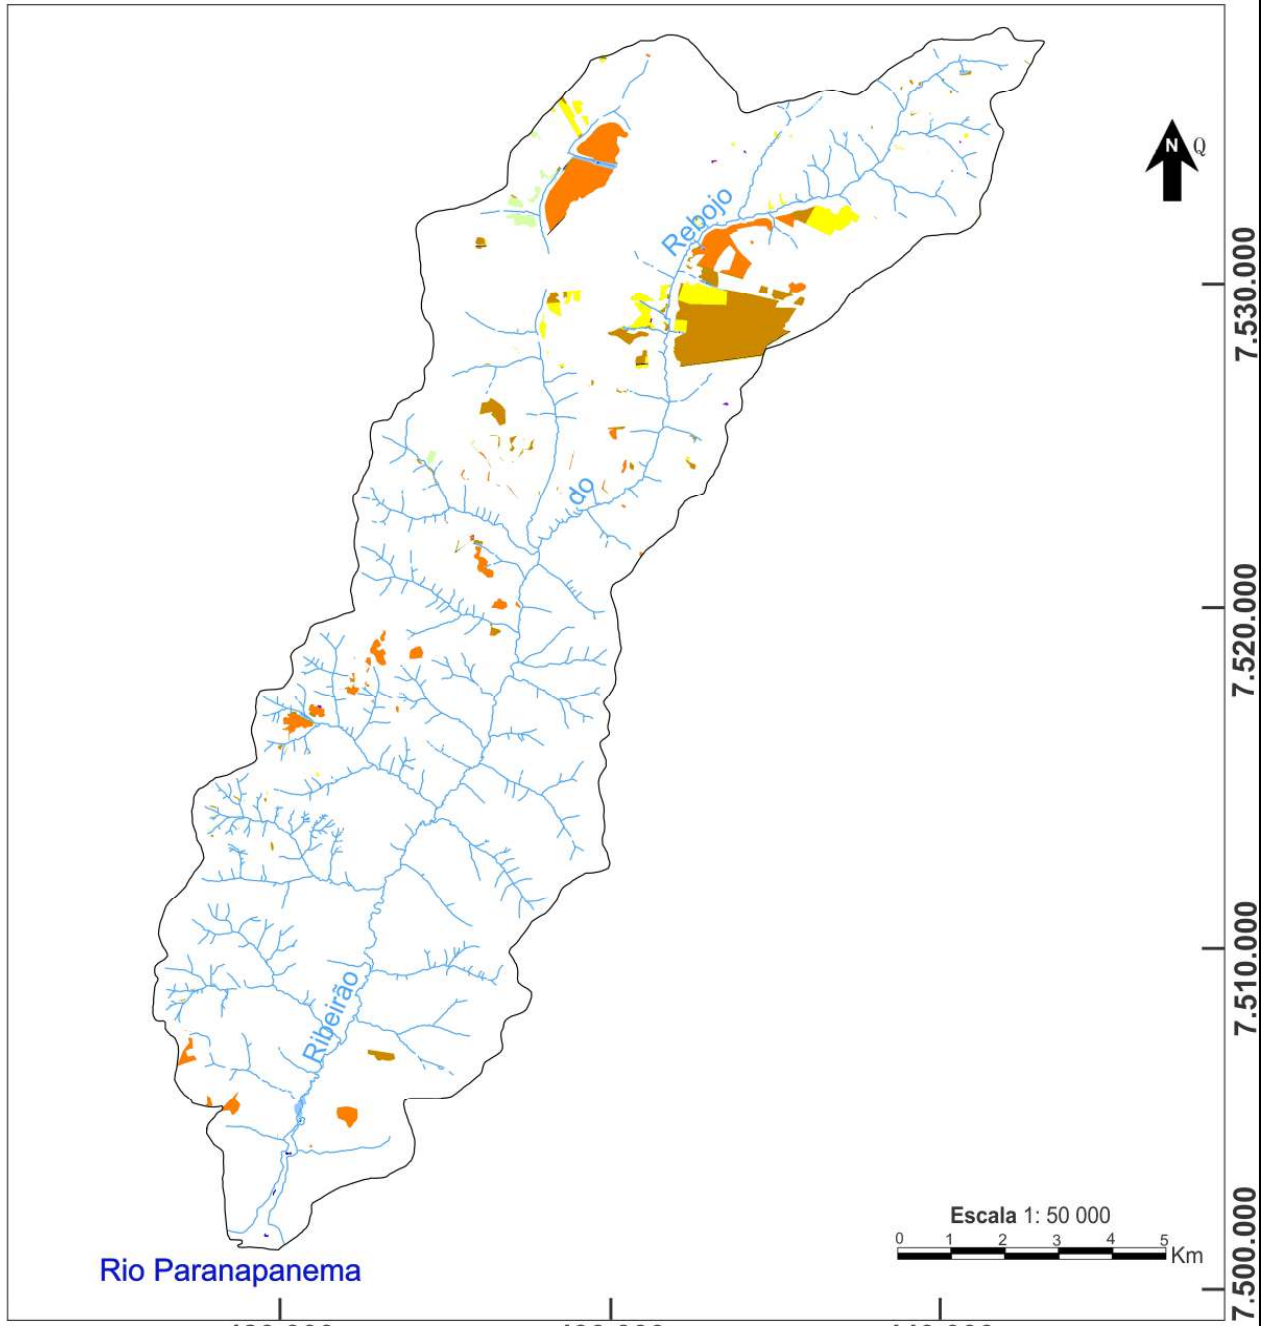 N Q
Rebojo
7.530.000
do
7.520.000
7.510.000
Ribeirão
Escala 1: 50 000
0 1 2 3 4 5
Km
7.500.000
Rio Paranapanema